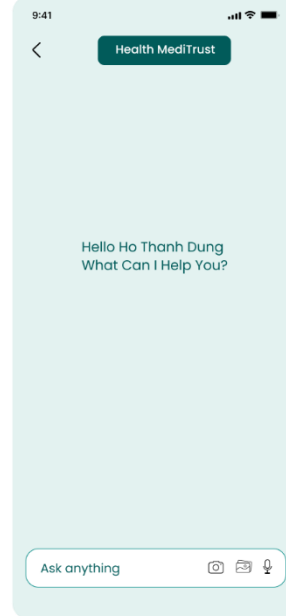 9:41
Health MediTrust
Hello Ho Thanh Dung
What Can I Help You?
Ask anything